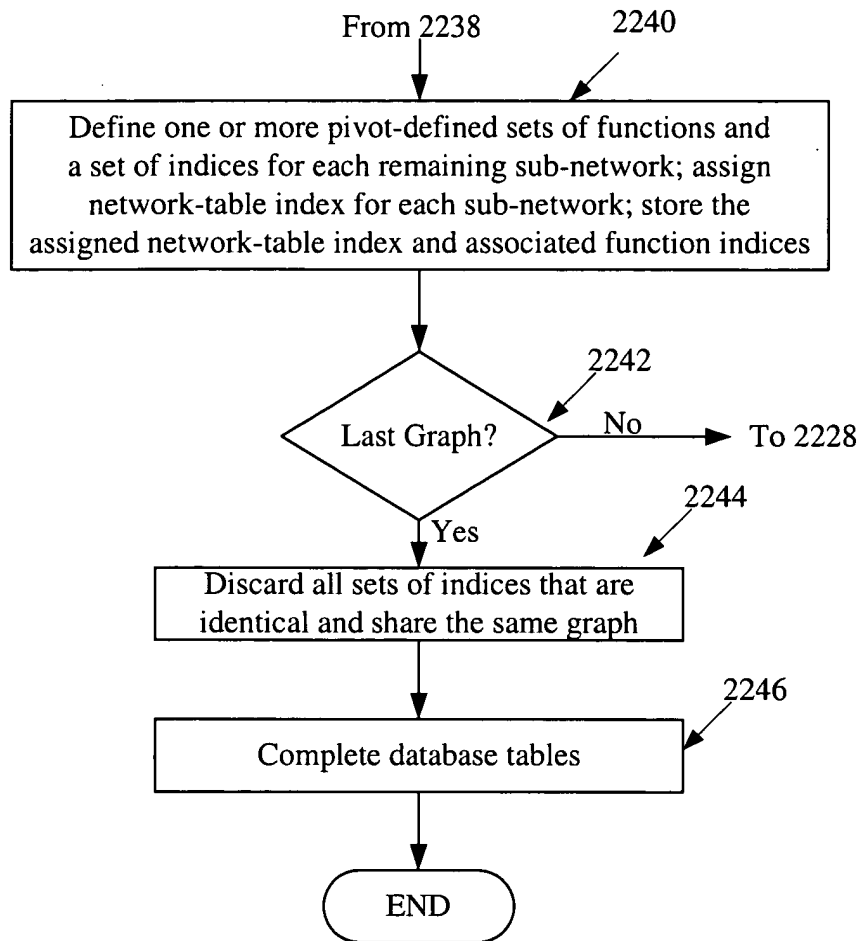 From 2238
2240
Define one or more pivot-defined sets of functions and
a set of indices for each remaining sub-network; assign
network-table index for each sub-network; store the
assigned network-table index and associated function indices
2242
Last Graph?
No
To 2228
2244
Yes
Discard all sets of indices that are
identical and share the same graph
2246
Complete database tables
END